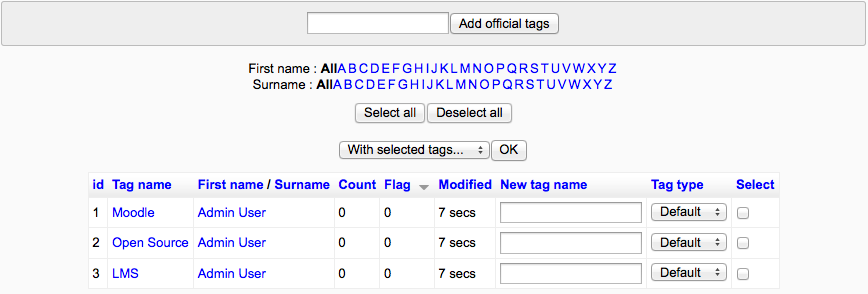 Add official tags
First name : AllA B C D E F G H I J K L M N O P Q R S T U V W X Y Z
Surname : AllA B C D E F G H I J K L M N O P Q R S T U V W X Y Z
Select all Deselect all
With selected tags... OK
id Tag name First name / Surname Count Flag Modified New tag name Tag type Select
1 Moodle Admin User 0 0 7 secs Default
2 Open Source Admin User 0 0 7 secs Default
3 LMS Admin User 0 0 7 secs Default